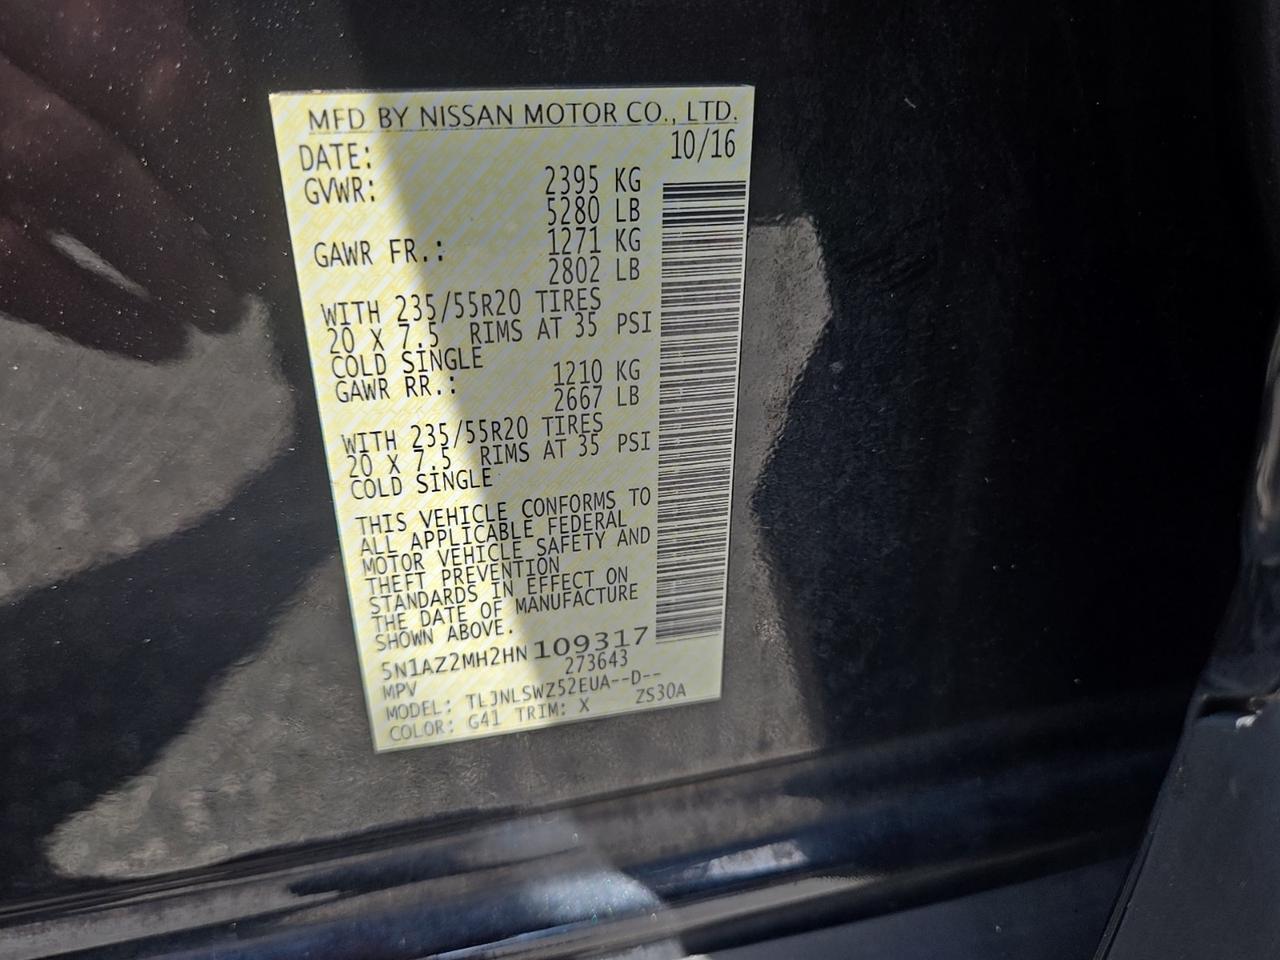 MFD BY NISSAN MOTOR CO., LTD.
DATE: 10/16
GVWR: 2395 KG
5280 LB
GAWR FR.: 1271 KG
2802 LB
WITH 235/55R20 TIRES
20 X 7.5 RIMS AT 35 PSI
COLD SINGLE
GAWR RR.: 1210 KG
2667 LB
WITH 235/55R20 TIRES
20 X 7.5 RIMS AT 35 PSI
COLD SINGLE
THIS VEHICLE CONFORMS TO
ALL APPLICABLE FEDERAL
MOTOR VEHICLE SAFETY AND
THEFT PREVENTION
STANDARDS IN EFFECT ON
THE DATE OF MANUFACTURE
SHOWN ABOVE.
5N1AZ2MH2HN109317
MPV 273643
MODEL: TLJNLSWZ52EUA--D--
COLOR: G41 TRIM: X ZS30A